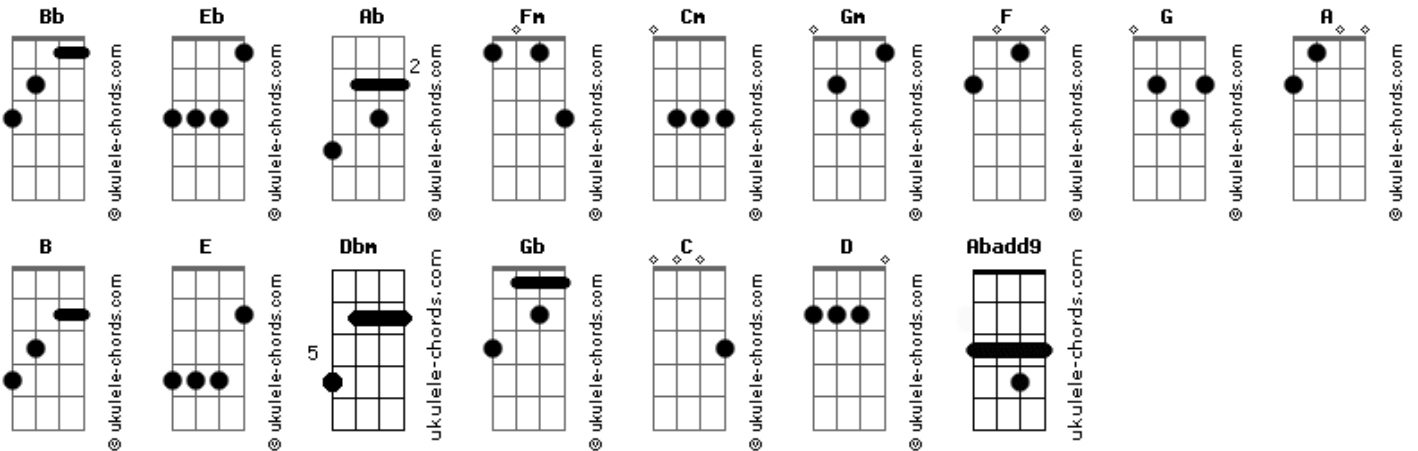 Bb Eb Ab Fm Cm Gm F G A
2
© ukulele-chords.com © ukulele-chords.com © ukulele-chords.com © ukulele-chords.com © ukulele-chords.com © ukulele-chords.com © ukulele-chords.com © ukulele-chords.com © ukulele-chords.com
B E Dbm Gb C D Abadd9
5
© ukulele-chords.com © ukulele-chords.com ukulele-chords.com © ukulele-chords.com © ukulele-chords.com © ukulele-chords.com ukulele-chords.com